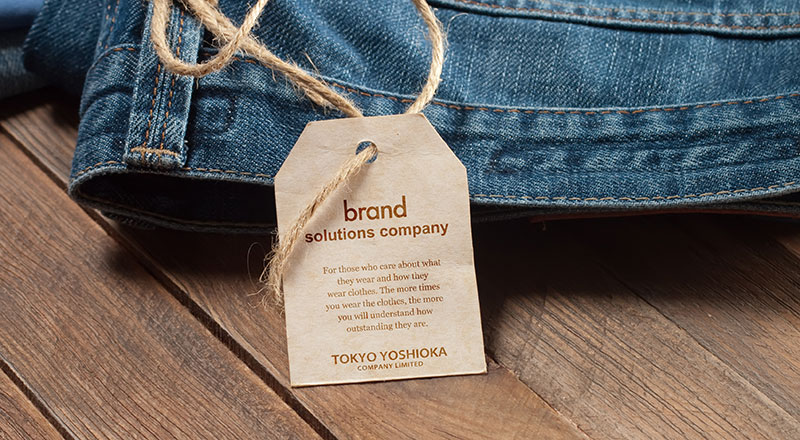 brand
solutions company
For those who care about what
they wear and how they
wear clothes. The more times
you wear the clothes, the more
you will understand how
outstanding they are.
TOKYO YOSHIOKA
COMPANY LIMITED